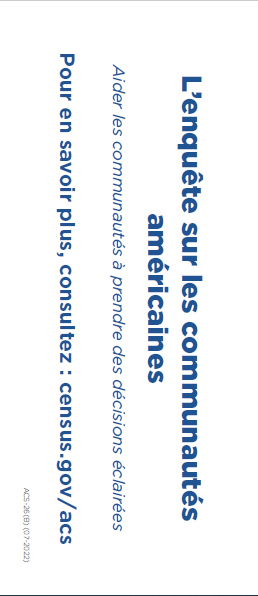 L'enquête sur les communautés
américaines
Aider les communautés à prendre des décisions éclairées
Pour en savoir plus, consultez : census.gov/acs
ACS-26(B) (07-2022)